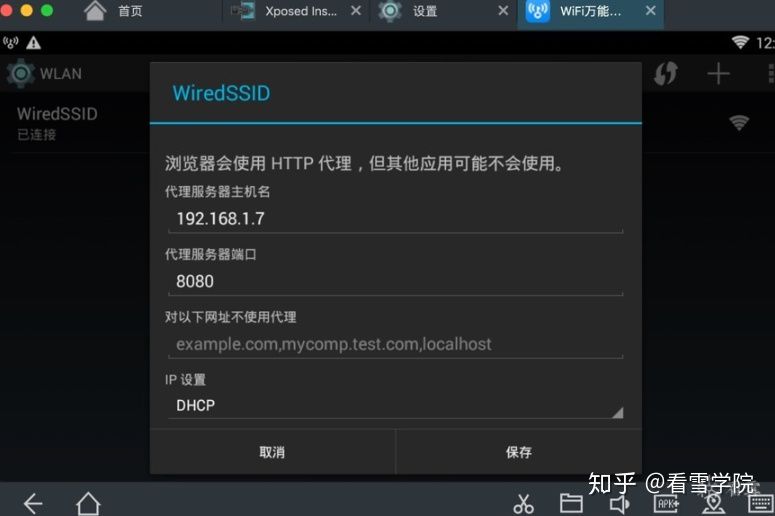 首页
Xposed Ins...
设置
WiFi万能...
12:
WLAN
WiredSSID
已连接
WiredSSID
浏览器会使用 HTTP 代理，但其他应用可能不会使用。
代理服务器主机名
192.168.1.7
代理服务器端口
8080
对以下网址不使用代理
example.com,mycomp.test.com,localhost
IP 设置
DHCP
取消
保存
知乎 @看雪学院
APK+